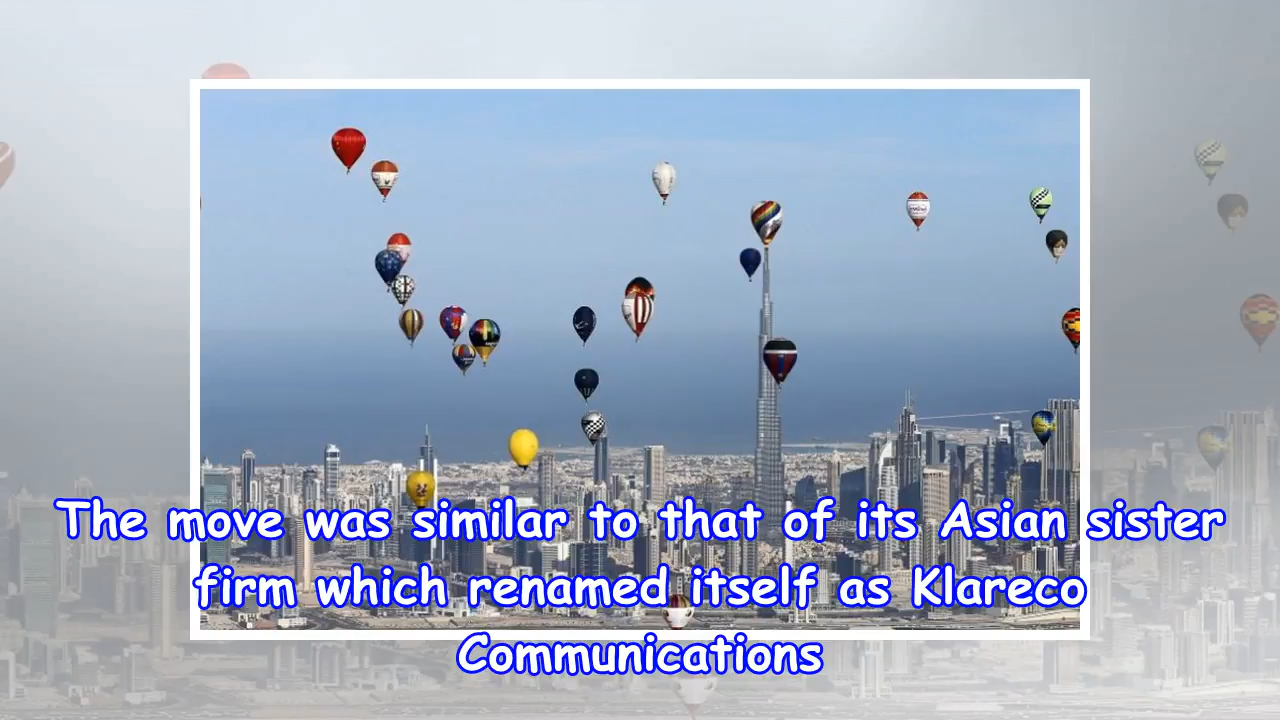 The move was similar to that of its Asian sister
firm which renamed itself as Klareco
Communications